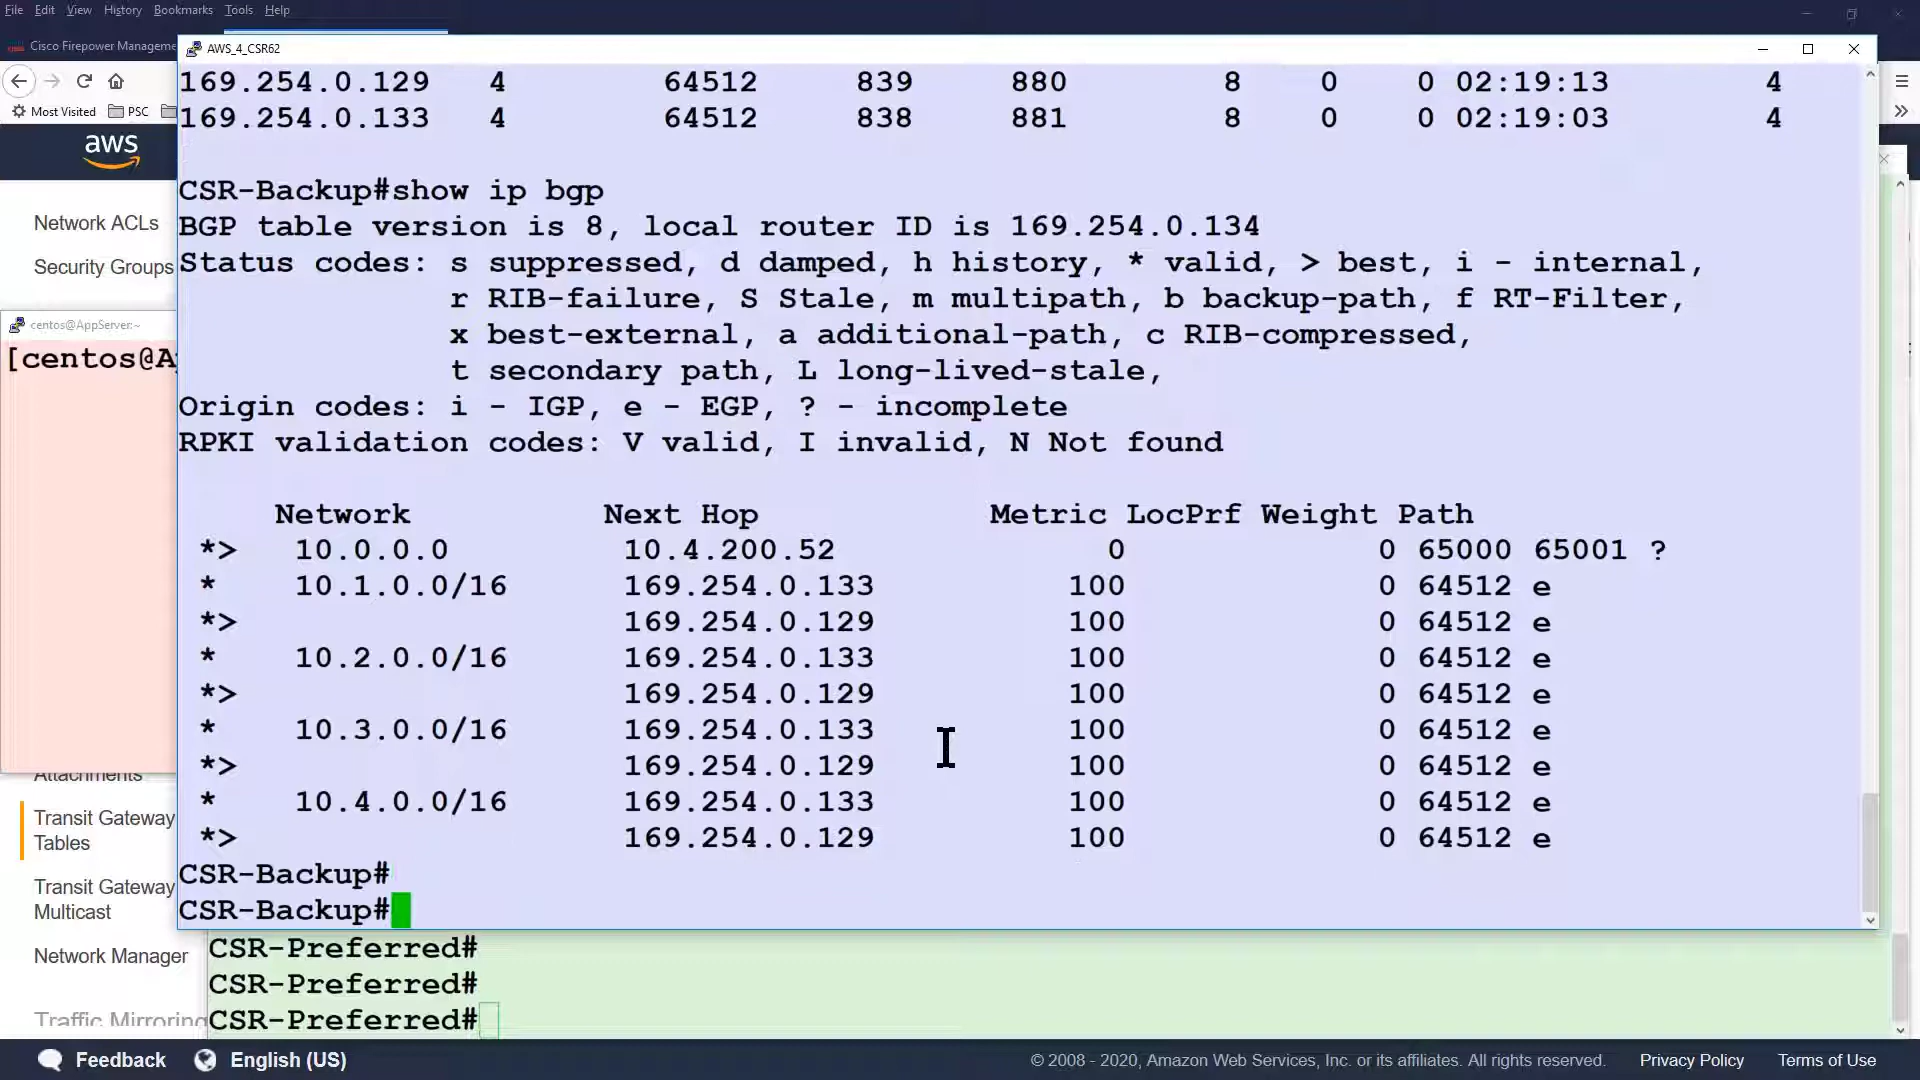 File Edit View History Bookmarks Tools Help
Cisco Firepower Manageme
AWS_4_CSR62
Most Visited PSC
aws
Network ACLs
Security Groups
centos@AppServer:~
[centos@A
Attachments
Transit Gateway
Tables
Transit Gateway
Multicast
Network Manager
Traffic Mirroring
169.254.0.129 4 64512 839 880 8 0 0 02:19:13 4
169.254.0.133 4 64512 838 881 8 0 0 02:19:03 4
CSR-Backup#show ip bgp
BGP table version is 8, local router ID is 169.254.0.134
Status codes: s suppressed, d damped, h history, * valid, > best, i - internal,
r RIB-failure, S Stale, m multipath, b backup-path, f RT-Filter,
x best-external, a additional-path, c RIB-compressed,
t secondary path, L long-lived-stale,
Origin codes: i - IGP, e - EGP, ? - incomplete
RPKI validation codes: V valid, I invalid, N Not found
Network Next Hop Metric LocPrf Weight Path
*> 10.0.0.0 10.4.200.52 0 0 65000 65001 ?
* 10.1.0.0/16 169.254.0.133 100 0 64512 e
*> 169.254.0.129 100 0 64512 e
* 10.2.0.0/16 169.254.0.133 100 0 64512 e
*> 169.254.0.129 100 0 64512 e
* 10.3.0.0/16 169.254.0.133 100 0 64512 e
*> 169.254.0.129 100 0 64512 e
* 10.4.0.0/16 169.254.0.133 100 0 64512 e
*> 169.254.0.129 100 0 64512 e
CSR-Backup#
CSR-Backup#
CSR-Preferred#
CSR-Preferred#
CSR-Preferred#
Feedback English (US) © 2008 - 2020, Amazon Web Services, Inc. or its affiliates. All rights reserved. Privacy Policy Terms of Use